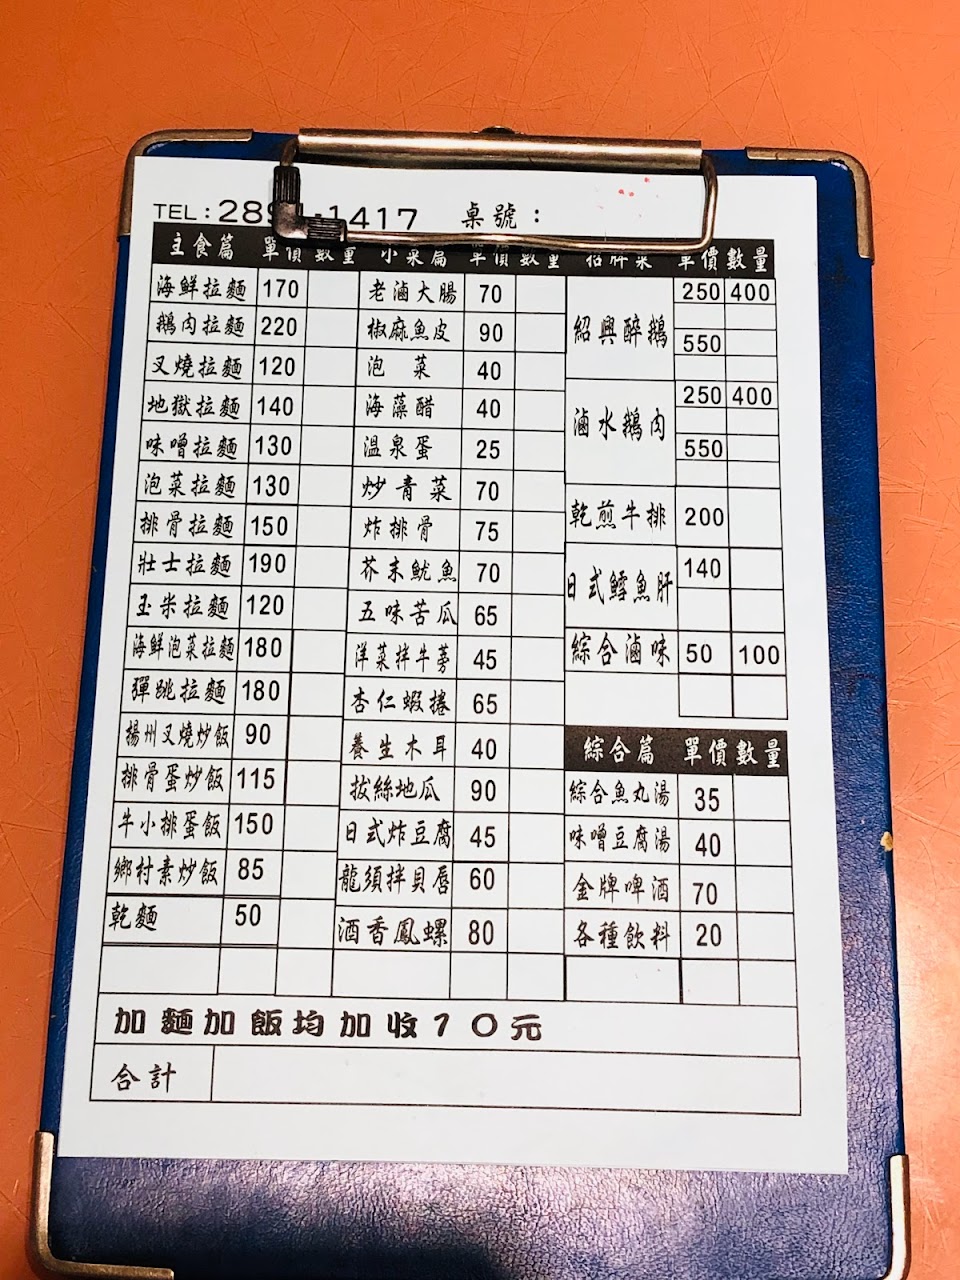 TEL：28 1417 桌號：
主食篇 單價 數量 小菜篇 單價 數量 招牌菜 單價 數量
海鮮拉麵 170 老滷大腸 70 紹興醉鵝 250 400
鵝肉拉麵 220 椒麻魚皮 90 550
叉燒拉麵 120 泡菜 40 滷水鵝肉 250 400
地獄拉麵 140 海藻醋 40 550
味噌拉麵 130 溫泉蛋 25
泡菜拉麵 130 炒青菜 70 乾煎牛排 200
排骨拉麵 150 炸排骨 75
壯士拉麵 190 芥末魷魚 70 日式鱈魚肝 140
玉米拉麵 120 五味苦瓜 65
海鮮泡菜拉麵 180 洋菜拌牛蒡 45 綜合滷味 50 100
彈跳拉麵 180 杏仁蝦捲 65
揚州叉燒炒飯 90 養生木耳 40 綜合篇 單價 數量
排骨蛋炒飯 115 拔絲地瓜 90 綜合魚丸湯 35
牛小排蛋飯 150 日式炸豆腐 45 味噌豆腐湯 40
鄉村素炒飯 85 龍須拌貝唇 60 金牌啤酒 70
乾麵 50 酒香鳳螺 80 各種飲料 20
加麵加飯均加收10元
合計